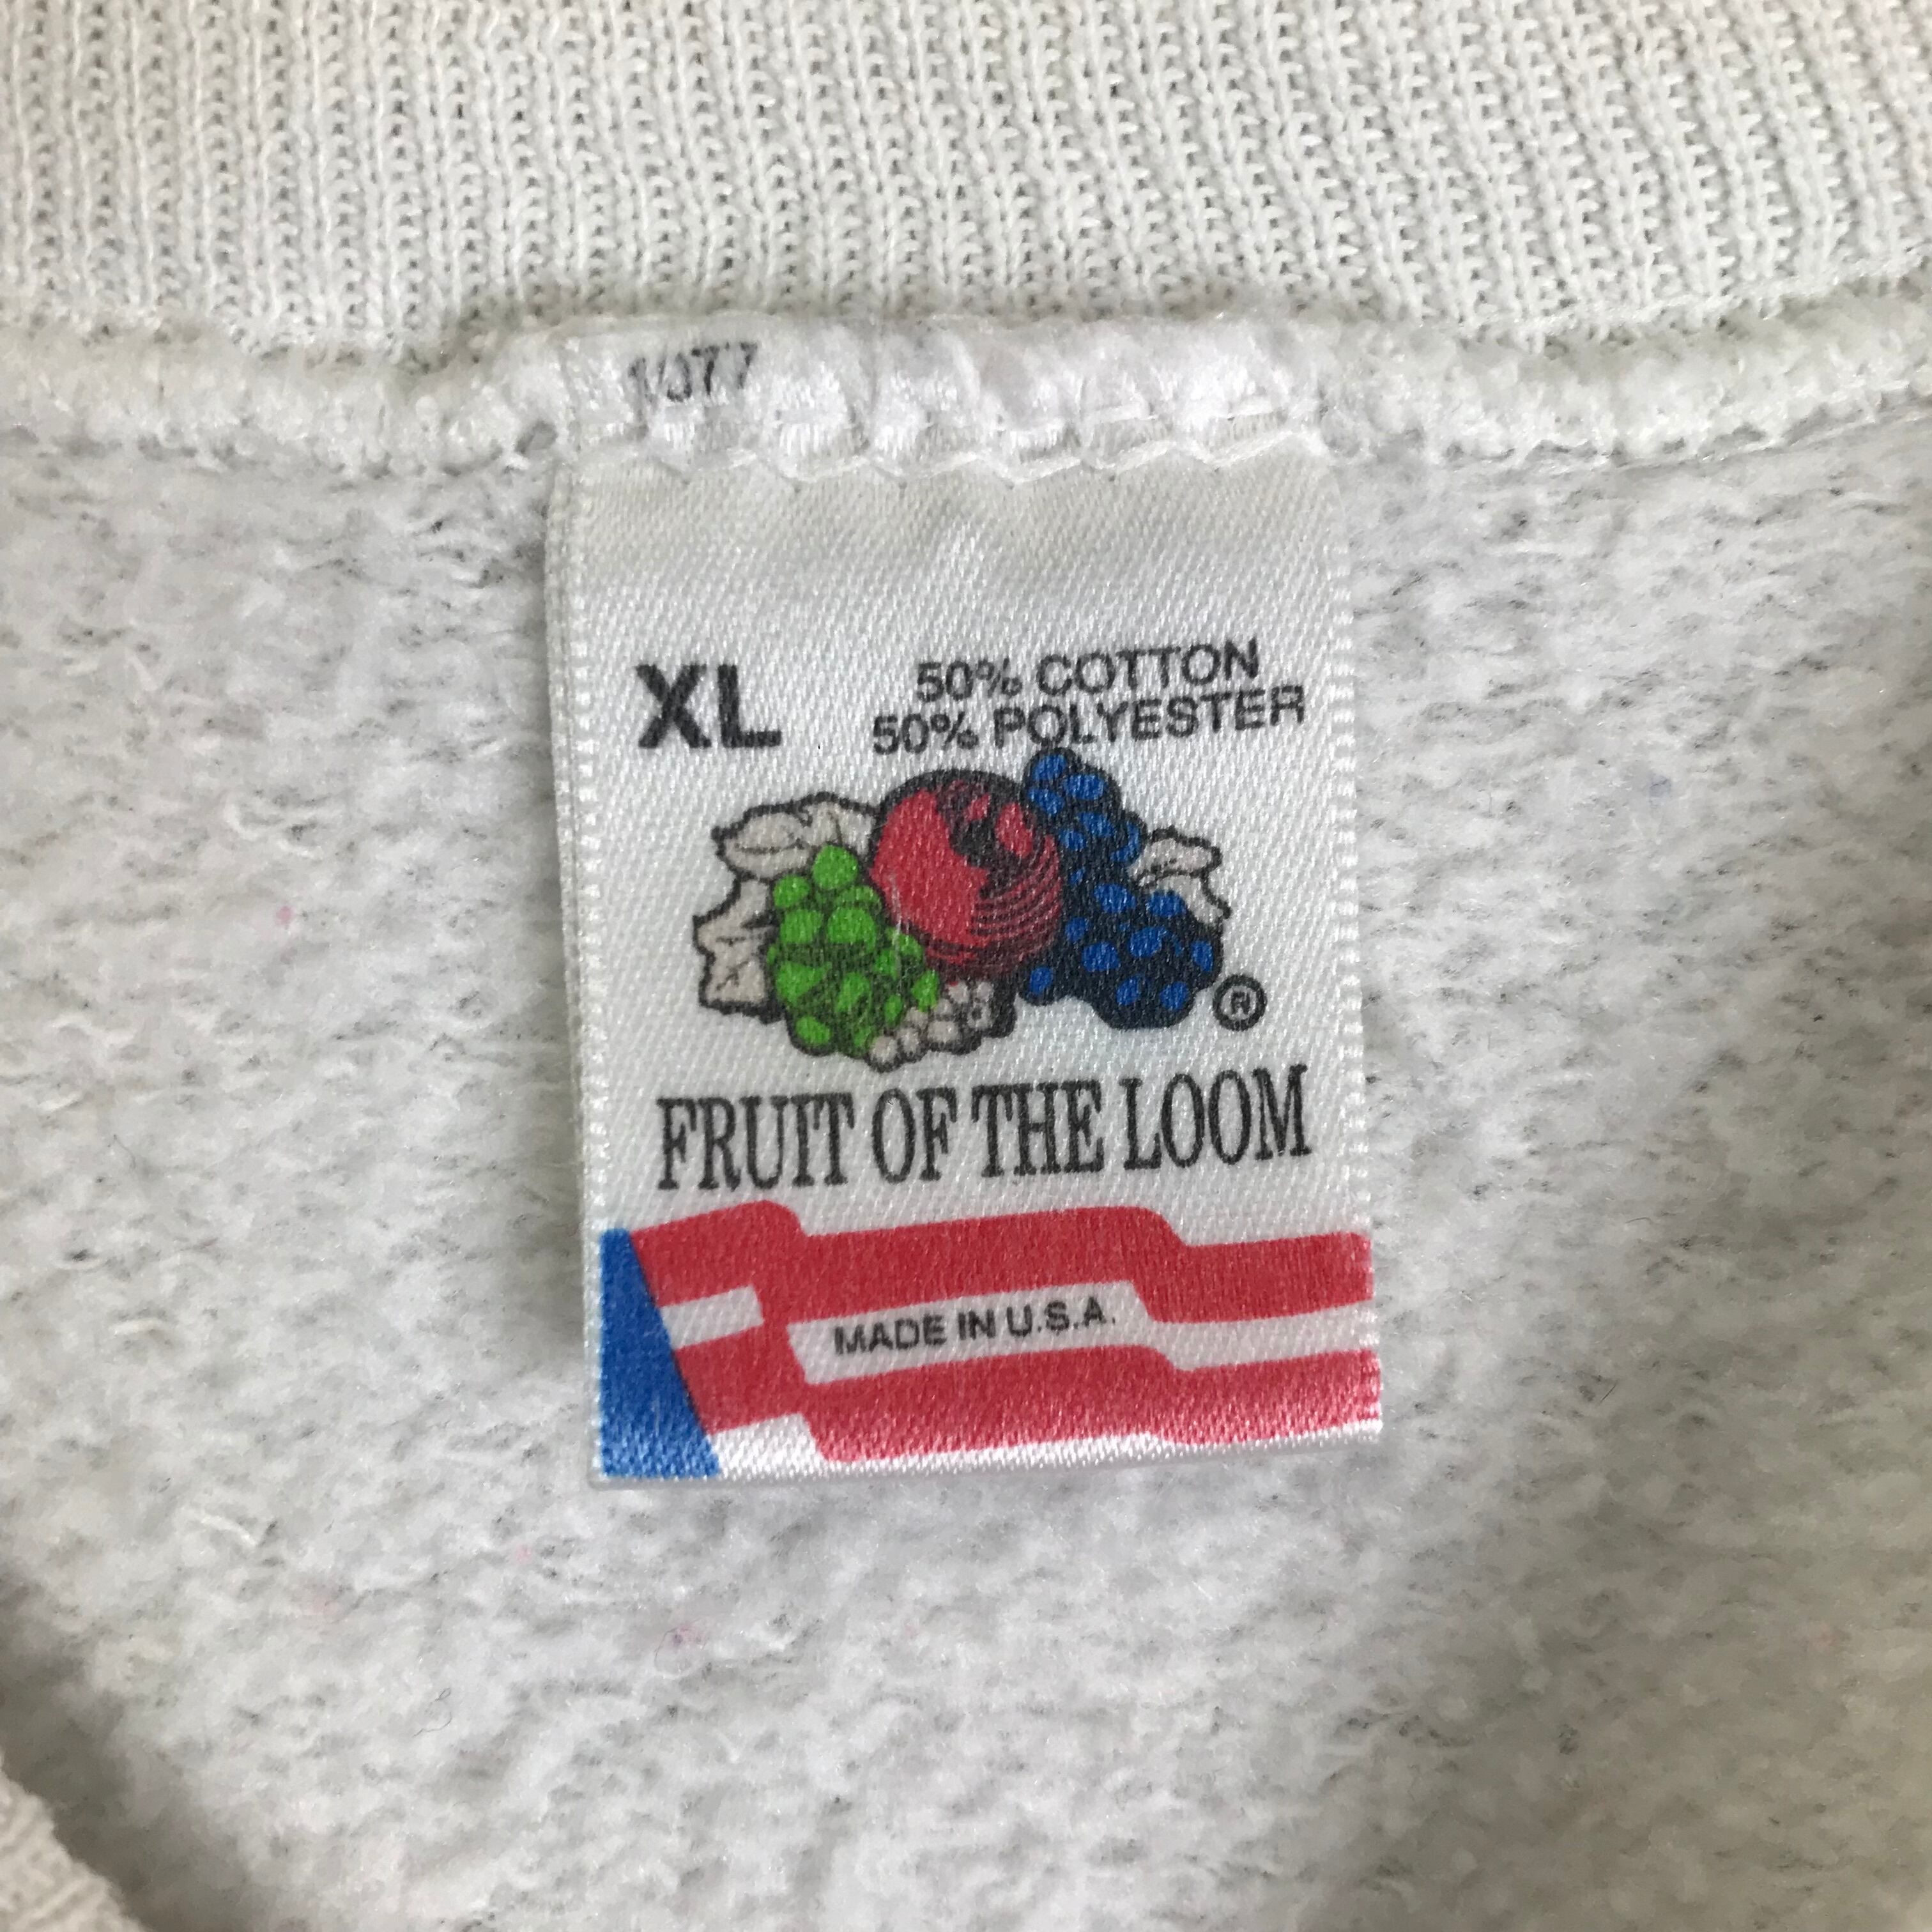 XL
50% COTTON
50% POLYESTER
®
FRUIT OF THE LOOM
MADE IN U.S.A.